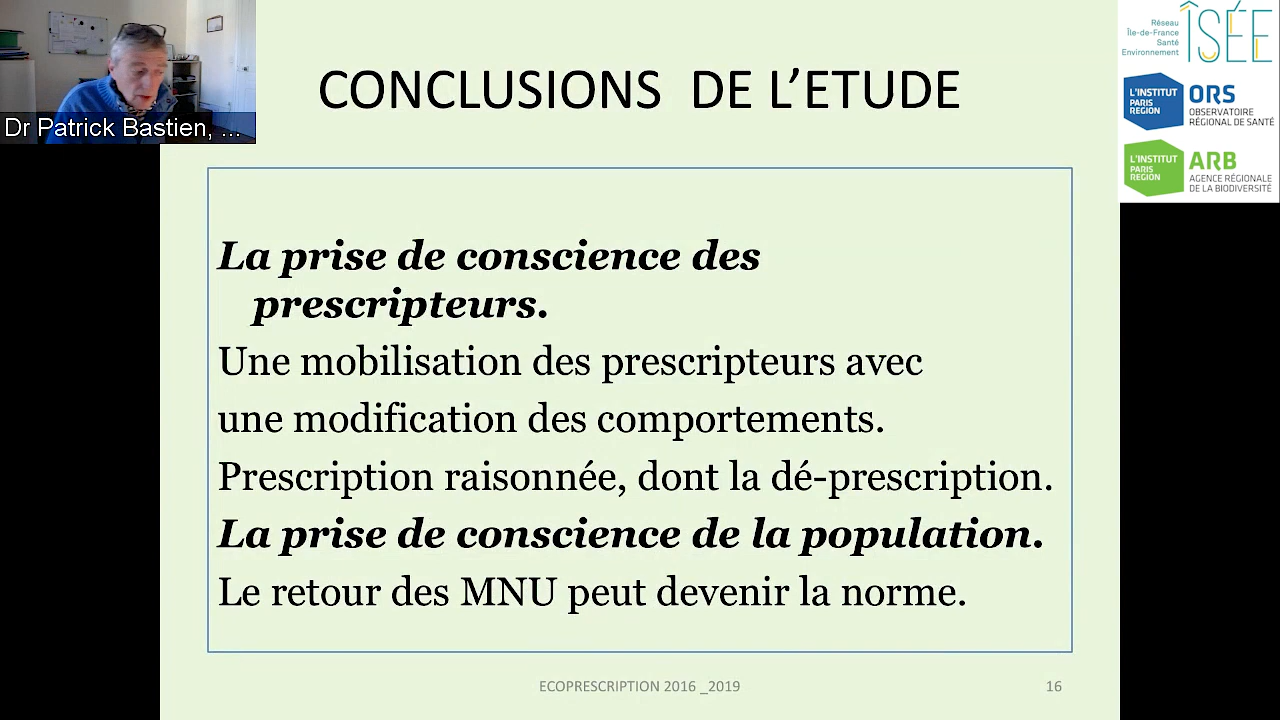 Dr Patrick Bastien, ...
CONCLUSIONS DE L’ETUDE
Réseau
Île-de-France
Santé
Environnement
ÎSÉE
L'INSTITUT
PARIS
REGION
ORS
OBSERVATOIRE
RÉGIONAL DE SANTÉ
L'INSTITUT
PARIS
REGION
ARB
AGENCE RÉGIONALE
DE LA BIODIVERSITÉ
La prise de conscience des
prescripteurs.
Une mobilisation des prescripteurs avec
une modification des comportements.
Prescription raisonnée, dont la dé-prescription.
La prise de conscience de la population.
Le retour des MNU peut devenir la norme.
ECOPRESCRIPTION 2016 _2019
16